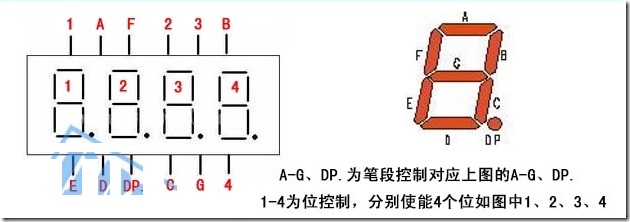 1 A F 2 3 B
1 2 3 4
E D DP. C G 4
A
F B
G
E C
D DP
A-G、DP.为笔段控制对应上图的A-G、DP.
1-4为位控制，分别使能4个位如图中1、2、3、4